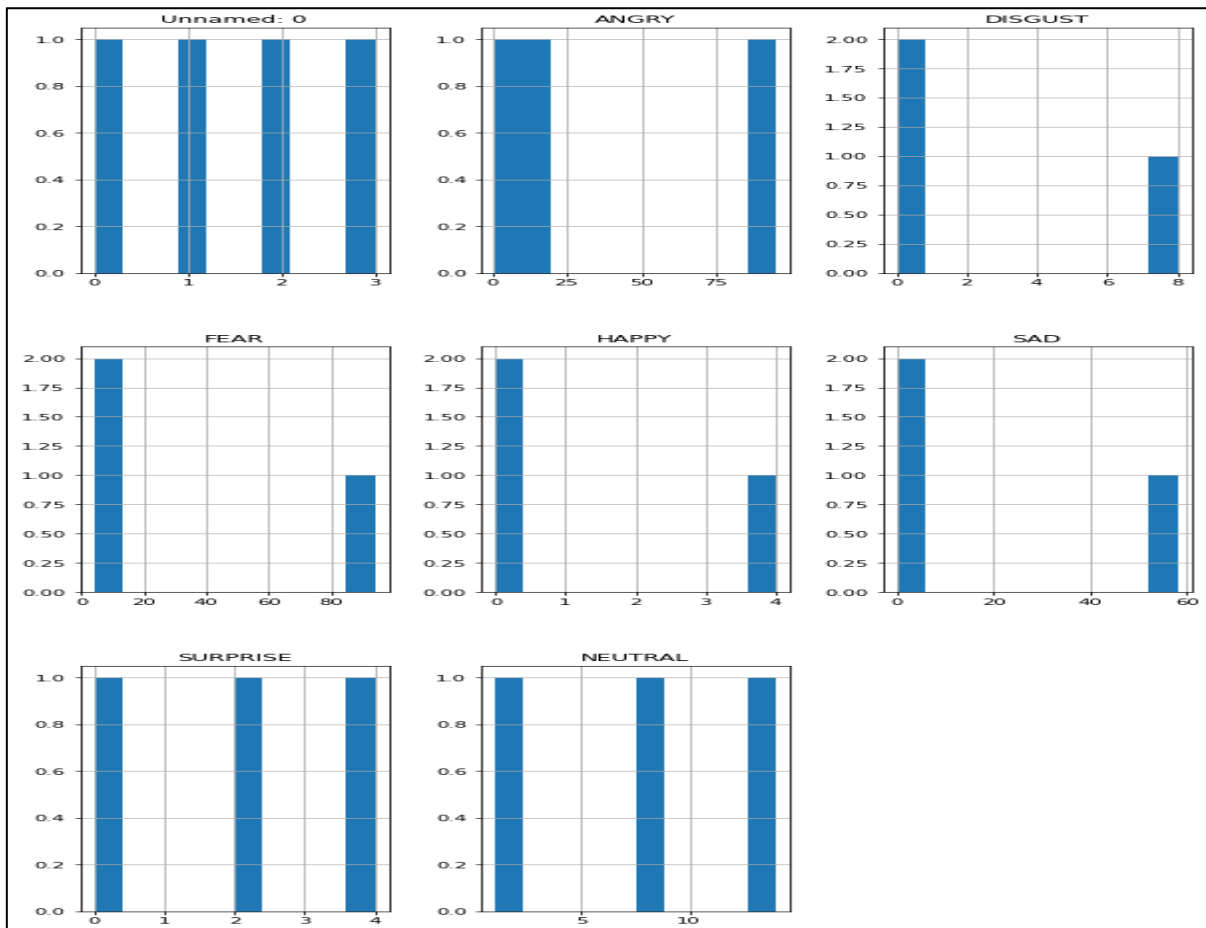 Unnamed: 0 ANGRY DISGUST
1.0 1.0 2.00
1.75
0.8 0.8 1.50
0.6 0.6 1.25
1.00
0.4 0.4 0.75
0.2 0.2 0.50
0.25
0.0 0.0 0.00
0 1 2 3 0 25 50 75 0 2 4 6 8
FEAR HAPPY SAD
2.00 2.00 2.00
1.75 1.75 1.75
1.50 1.50 1.50
1.25 1.25 1.25
1.00 1.00 1.00
0.75 0.75 0.75
0.50 0.50 0.50
0.25 0.25 0.25
0.00 0.00 0.00
0 20 40 60 80 0 1 2 3 4 0 20 40 60
SURPRISE NEUTRAL
1.0 1.0
0.8 0.8
0.6 0.6
0.4 0.4
0.2 0.2
0.0 0.0
0 1 2 3 4 5 10